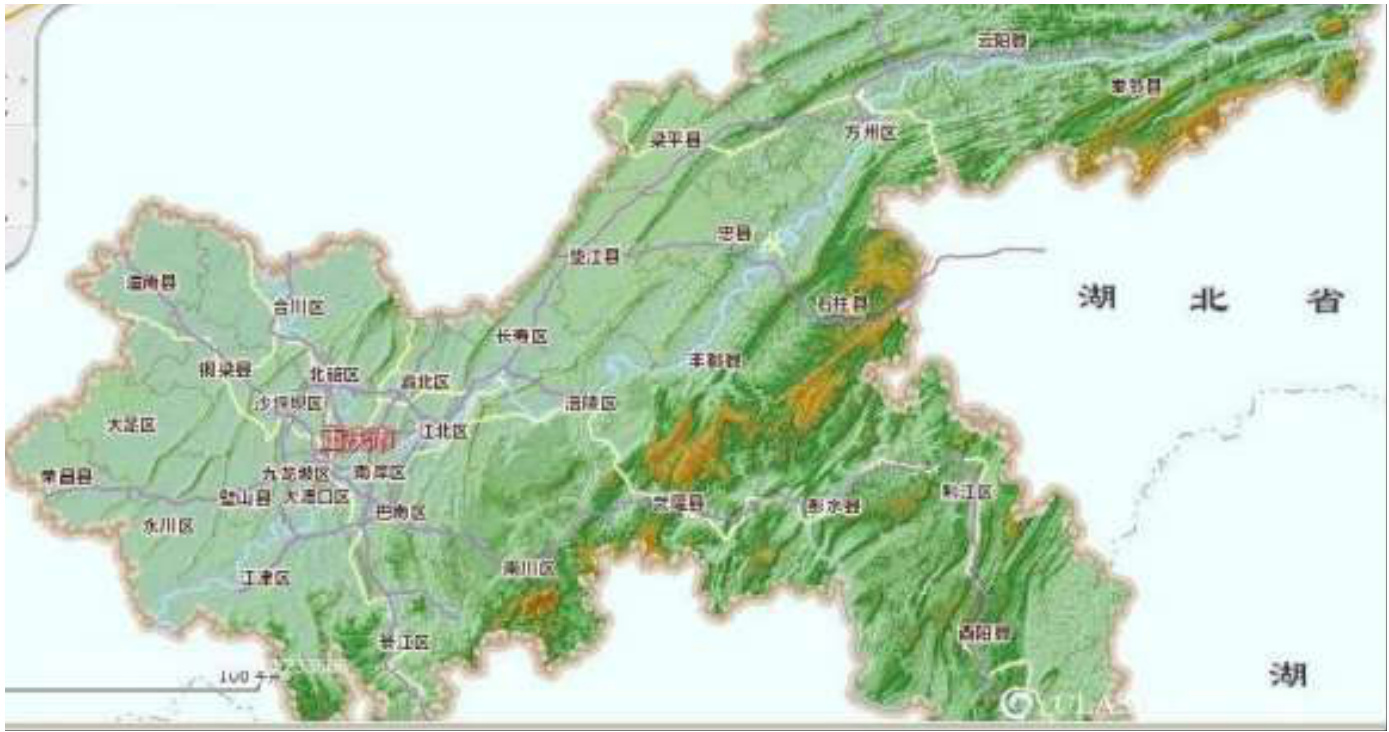 云阳县
奉节县
万州区
梁平县
忠县
垫江县
潼南县
石柱县
合川区
长寿区
丰都县
铜梁县
北碚区
渝北区
涪陵区
沙坪坝区
大足区
江北区
九龙坡区
南岸区
荣昌县
璧山县
大渡口区
武隆县
彭水县
黔江区
永川区
巴南区
江津区
南川区
綦江区
酉阳县
湖北省
湖
100 千米